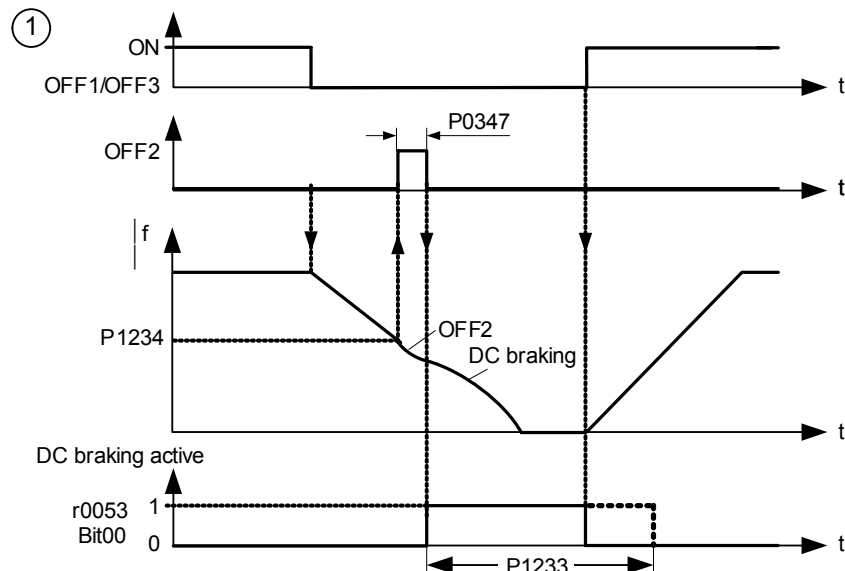 1
ON
OFF1/OFF3
t
P0347
OFF2
t
f
P1234
OFF2
DC braking
t
DC braking active
r0053
Bit00
1
0
t
P1233